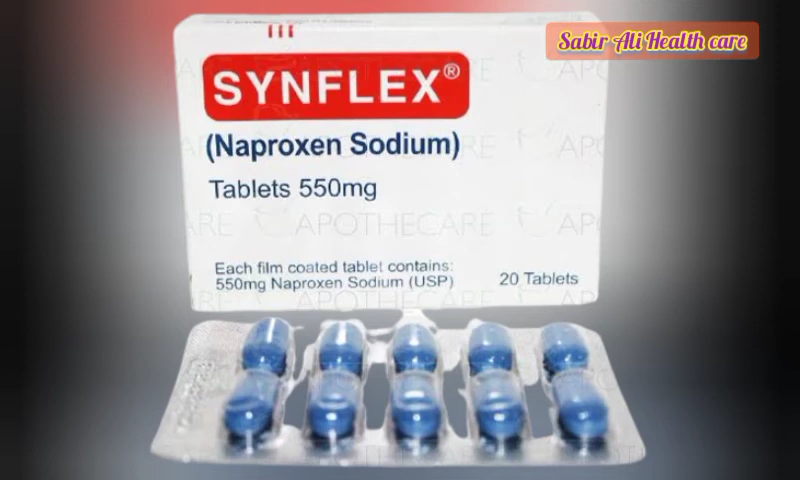 Sabir Ali Health care
SYNFLEX®
(Naproxen Sodium)
Tablets 550mg
APOTHECARE
Each film coated tablet contains:
550mg Naproxen Sodium (USP)
20 Tablets